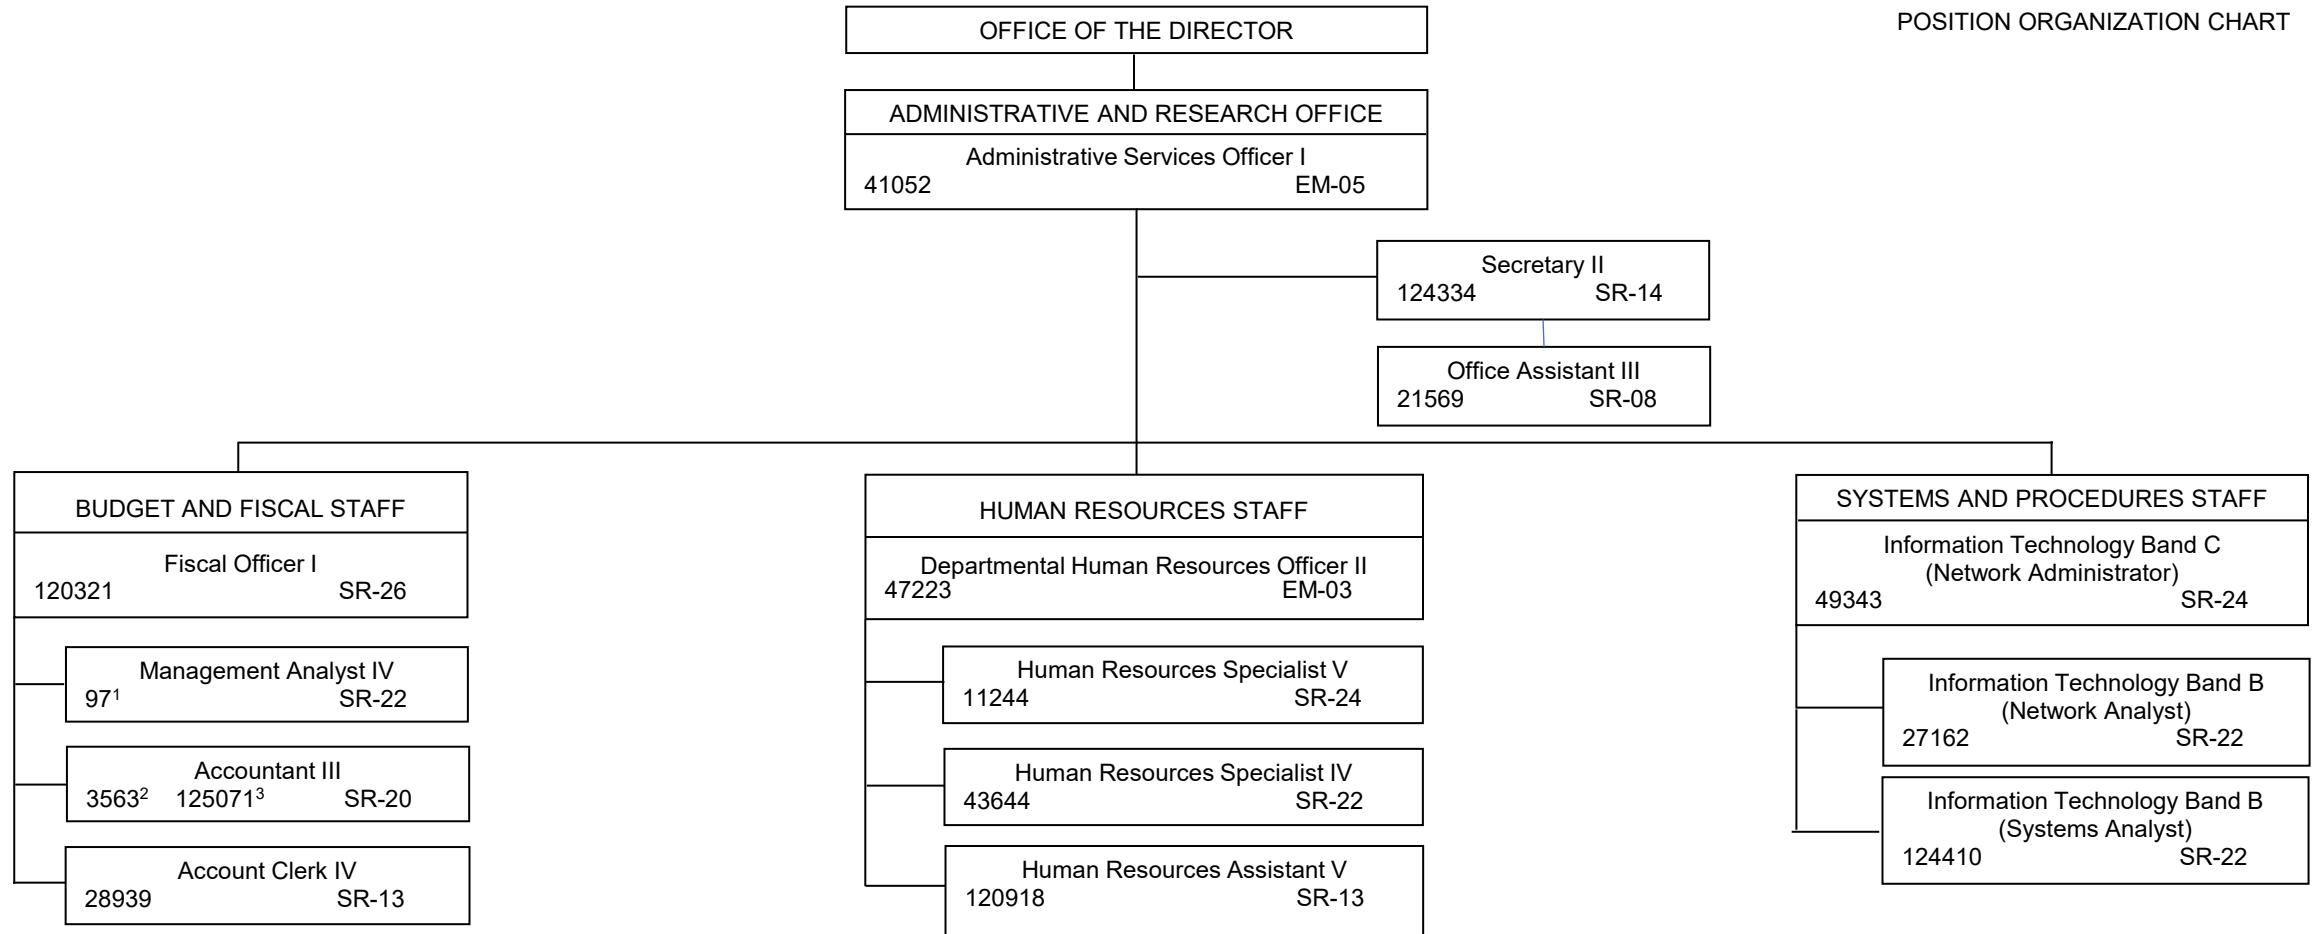 POSITION ORGANIZATION CHART
OFFICE OF THE DIRECTOR
ADMINISTRATIVE AND RESEARCH OFFICE
Administrative Services Officer I
41052 EM-05
Secretary II
124334 SR-14
Office Assistant III
21569 SR-08
BUDGET AND FISCAL STAFF
Fiscal Officer I
120321 SR-26
Management Analyst IV
97¹ SR-22
Accountant III
3563² 125071³ SR-20
Account Clerk IV
28939 SR-13
HUMAN RESOURCES STAFF
Departmental Human Resources Officer II
47223 EM-03
Human Resources Specialist V
11244 SR-24
Human Resources Specialist IV
43644 SR-22
Human Resources Assistant V
120918 SR-13
SYSTEMS AND PROCEDURES STAFF
Information Technology Band C
(Network Administrator)
49343 SR-24
Information Technology Band B
(Network Analyst)
27162 SR-22
Information Technology Band B
(Systems Analyst)
124410 SR-22